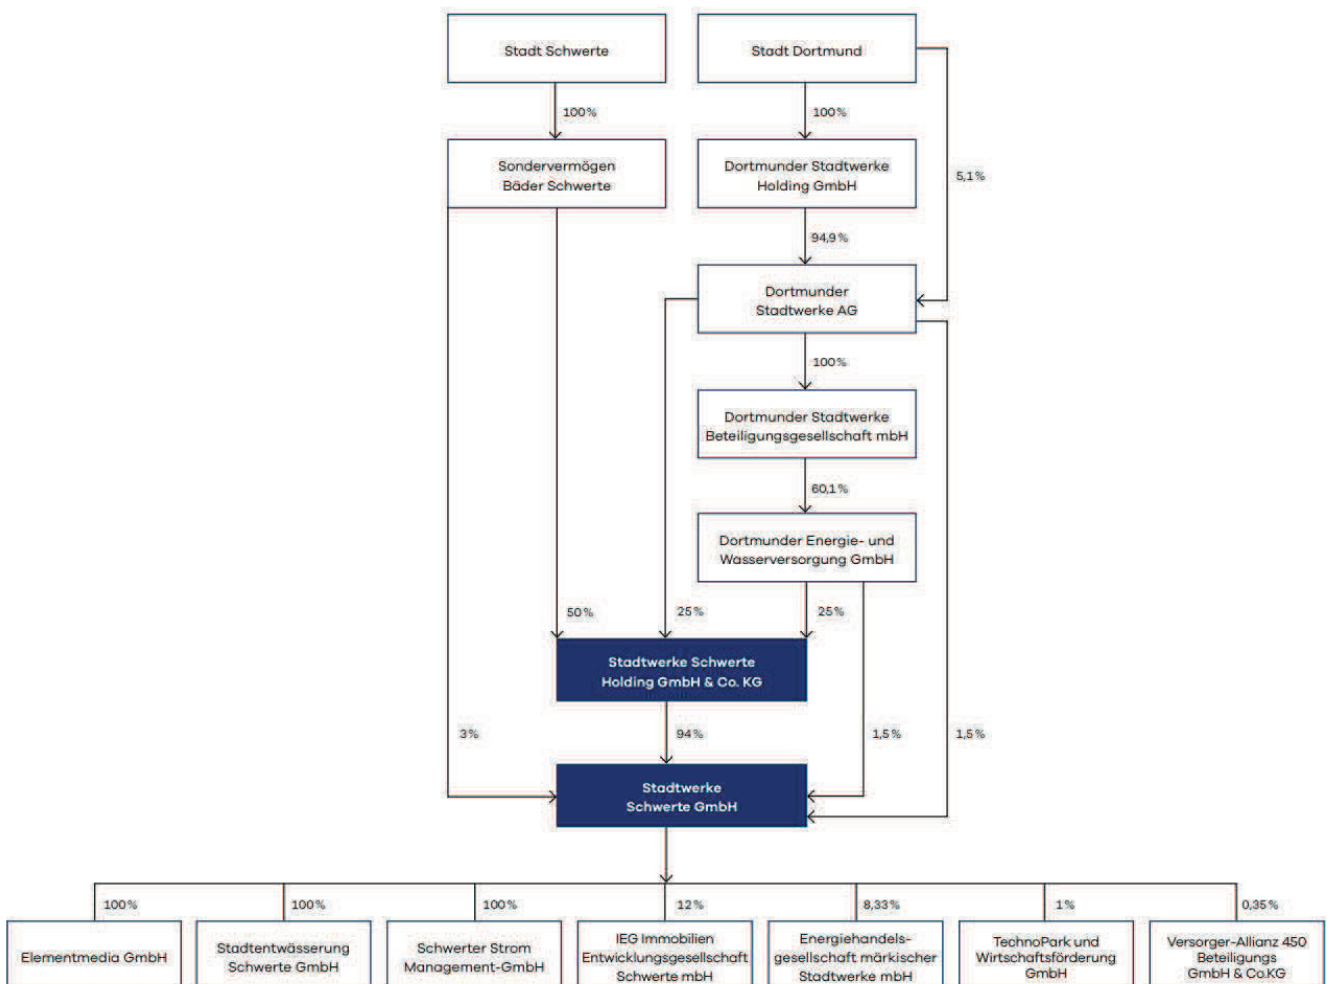 Stadt Schwerte
Stadt Dortmund
100%
100%
5,1%
Sondervermögen
Bäder Schwerte
Dortmunder Stadtwerke
Holding GmbH
94,9%
Dortmunder
Stadtwerke AG
100%
Dortmunder Stadtwerke
Beteiligungsgesellschaft mbH
60,1%
Dortmunder Energie- und
Wasserversorgung GmbH
50%
25%
25%
Stadtwerke Schwerte
Holding GmbH & Co. KG
3%
94%
1,5%
1,5%
Stadtwerke
Schwerte GmbH
100%
100%
100%
12%
8,33%
1%
0,35%
Elementmedia GmbH
Stadtentwässerung
Schwerte GmbH
Schwerter Strom
Management-GmbH
IEG Immobilien
Entwicklungsgesellschaft
Schwerte mbH
Energiehandels-
gesellschaft märkischer
Stadtwerke mbH
TechnoPark und
Wirtschaftsförderung
GmbH
Versorger-Allianz 450
Beteiligungs
GmbH & Co.KG